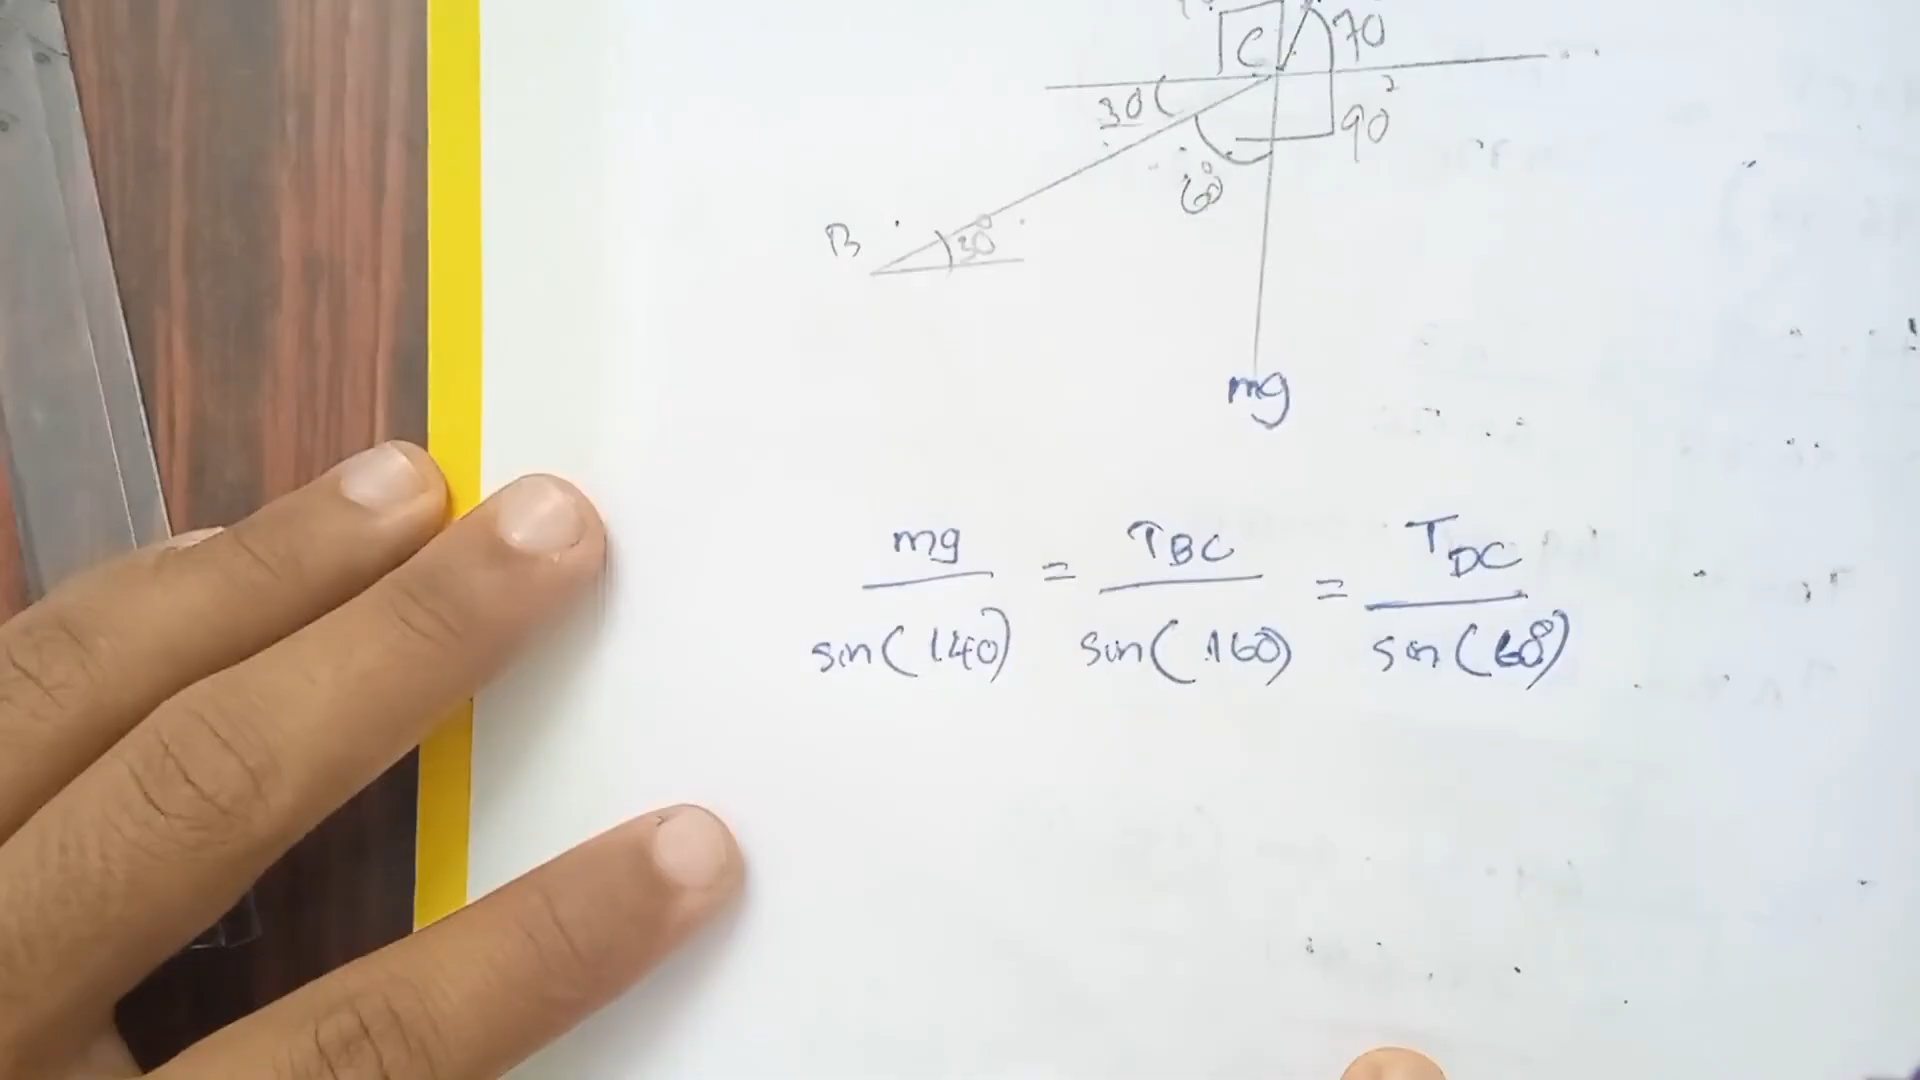 C 70
30 90°
60°
B 30°
mg
mg / sin(140) = TBC / sin(160) = TDC / sin(60°)